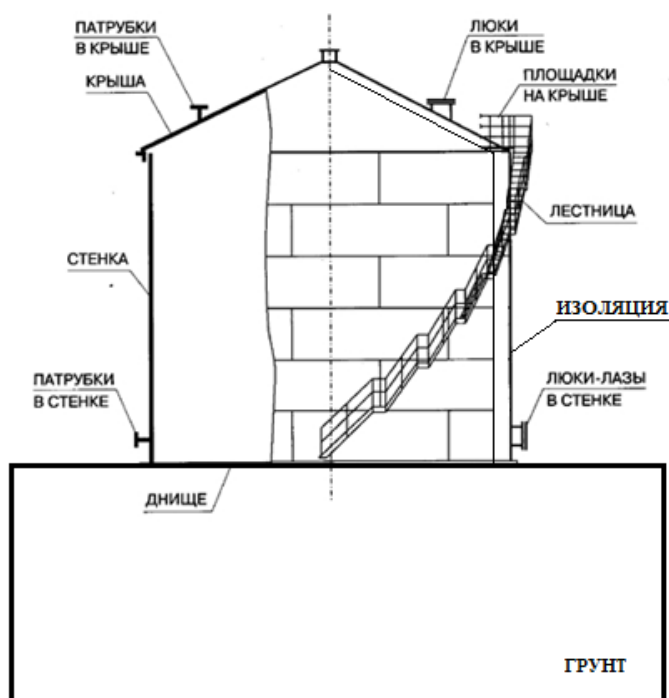 ПАТРУБКИ
В КРЫШЕ
ЛЮКИ
В КРЫШЕ
КРЫША
ПЛОЩАДКИ
НА КРЫШЕ
ЛЕСТНИЦА
СТЕНКА
ИЗОЛЯЦИЯ
ПАТРУБКИ
В СТЕНКЕ
ЛЮКИ-ЛАЗЫ
В СТЕНКЕ
ДНИЩЕ
ГРУНТ